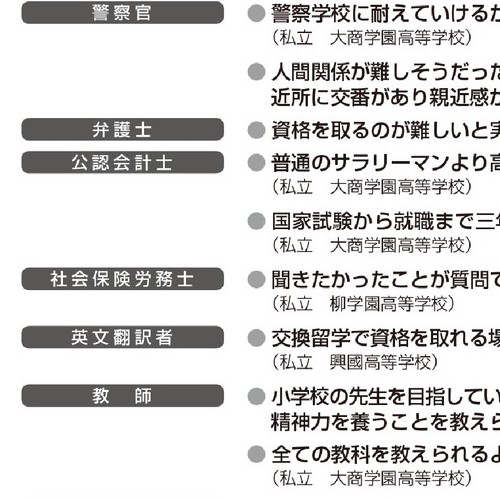 警察官
● 警察学校に耐えていける
（私立　大商学園高等学校）
● 人間関係が難しそうだっ
近所に交番があり親近感
弁護士
● 資格を取るのが難しいと
公認会計士
● 普通のサラリーマンより
（私立　大商学園高等学校）
● 国家試験から就職まで三
（私立　大商学園高等学校）
社会保険労務士
● 聞きたかったことが質問
（私立　柳学園高等学校）
英文翻訳者
● 交換留学で資格を取れる
（私立　興國高等学校）
教　師
● 小学校の先生を目指してい
精神力を養うことを教え
● 全ての教科を教えられる
（私立　大商学園高等学校）